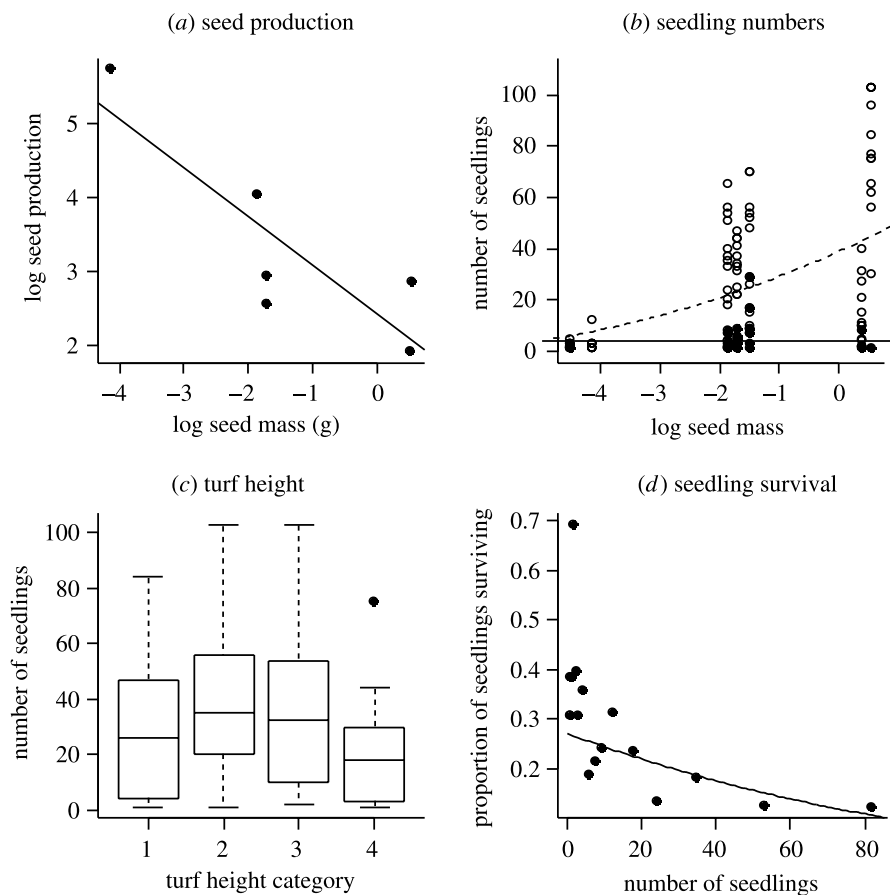 (a) seed production
5
4
3
2
log seed production
−4 −3 −2 −1 0
log seed mass (g)
(b) seedling numbers
100
80
60
40
20
0
number of seedlings
−4 −3 −2 −1 0
log seed mass
(c) turf height
100
80
60
40
20
0
number of seedlings
1 2 3 4
turf height category
(d) seedling survival
0.7
0.6
0.5
0.4
0.3
0.2
proportion of seedlings surviving
0 20 40 60 80
number of seedlings